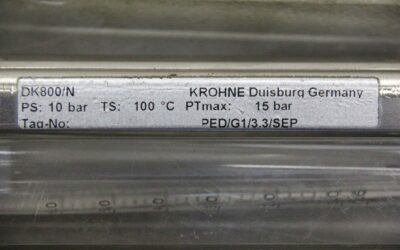 DK800/N KROHNE Duisburg Germany
PS: 10 bar TS: 100 °C PTmax: 15 bar
Tag-No: PED/G1/3.3/SEP